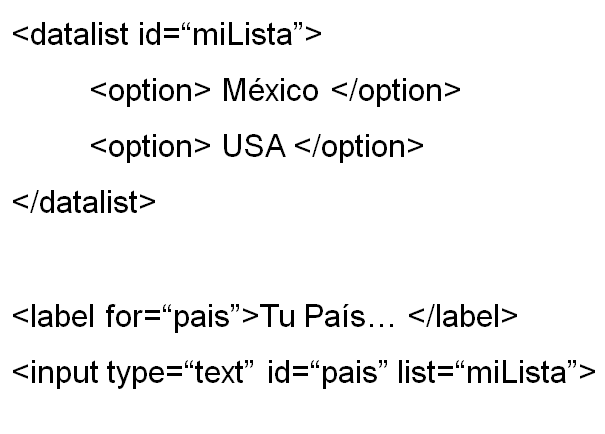 <datalist id=“miLista”>
<option> México </option>
<option> USA </option>
</datalist>
<label for=“pais”>Tu País… </label>
<input type=“text” id=“pais” list=“miLista”>